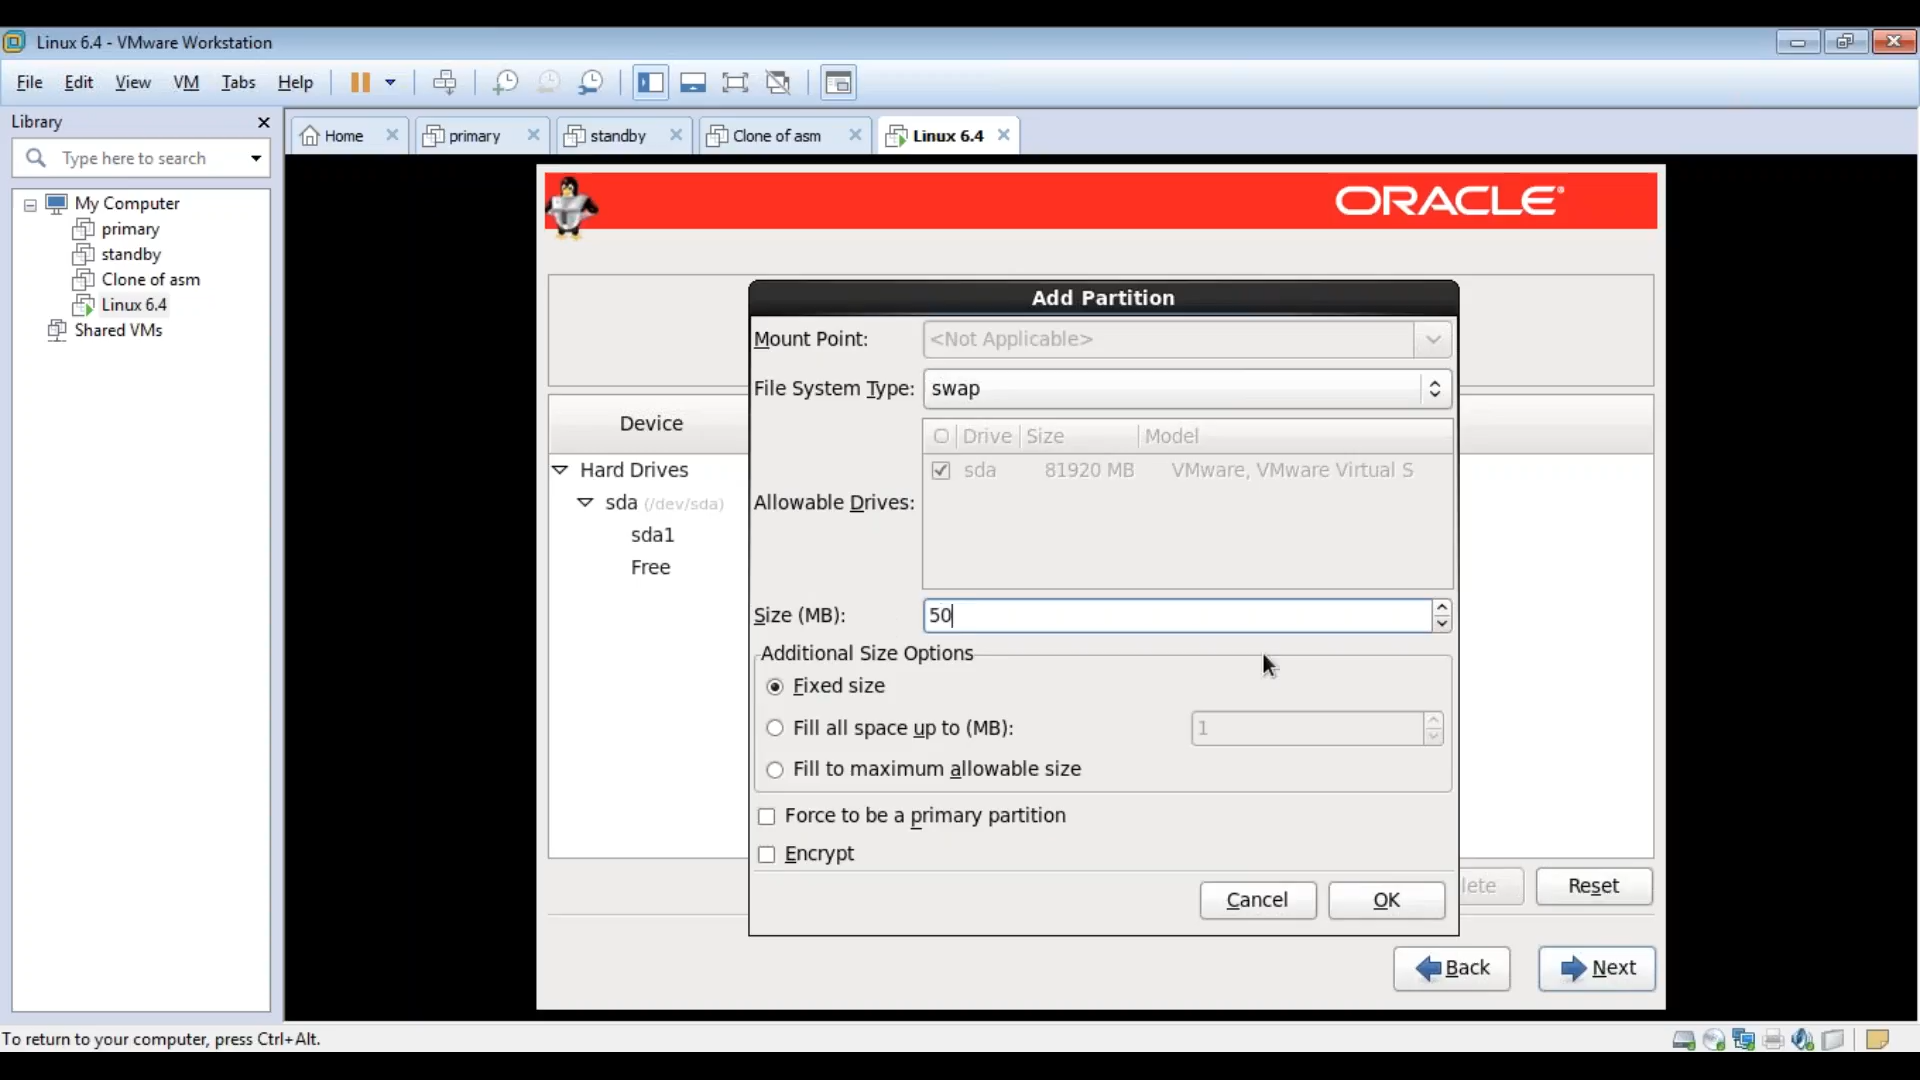 Linux 6.4 - VMware Workstation
File Edit View VM Tabs Help
Library
Type here to search
My Computer
primary
standby
Clone of asm
Linux 6.4
Shared VMs
Home primary standby Clone of asm Linux 6.4
ORACLE®
Device
Hard Drives
sda (/dev/sda)
sda1
Free
Add Partition
Mount Point: <Not Applicable>
File System Type: swap
Drive Size Model
sda 81920 MB VMware, VMware Virtual S
Allowable Drives:
Size (MB): 50
Additional Size Options
Fixed size
Fill all space up to (MB): 1
Fill to maximum allowable size
Force to be a primary partition
Encrypt
Cancel OK
lete Reset
Back Next
To return to your computer, press Ctrl+Alt.